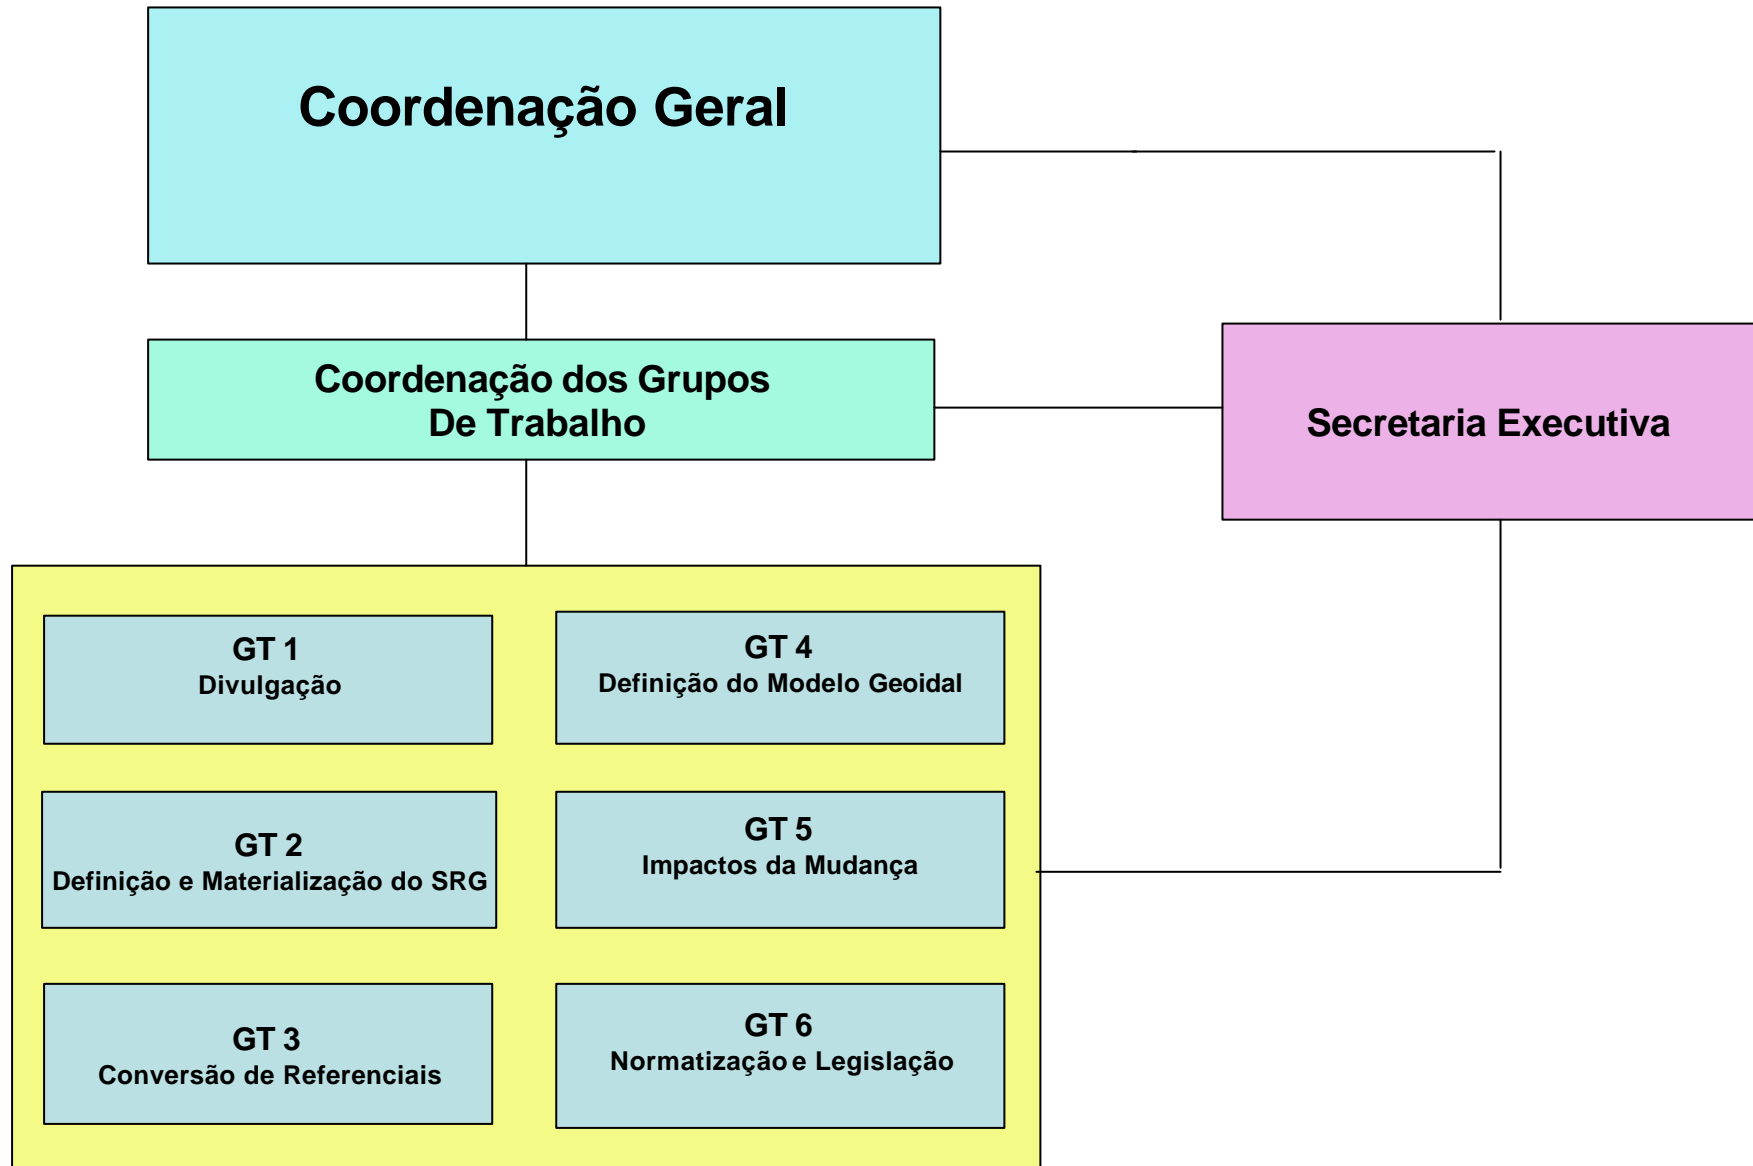 Coordenação Geral
Coordenação dos Grupos
De Trabalho
Secretaria Executiva
GT 1
Divulgação
GT 4
Definição do Modelo Geoidal
GT 2
Definição e Materialização do SRG
GT 5
Impactos da Mudança
GT 3
Conversão de Referenciais
GT 6
Normatização e Legislação